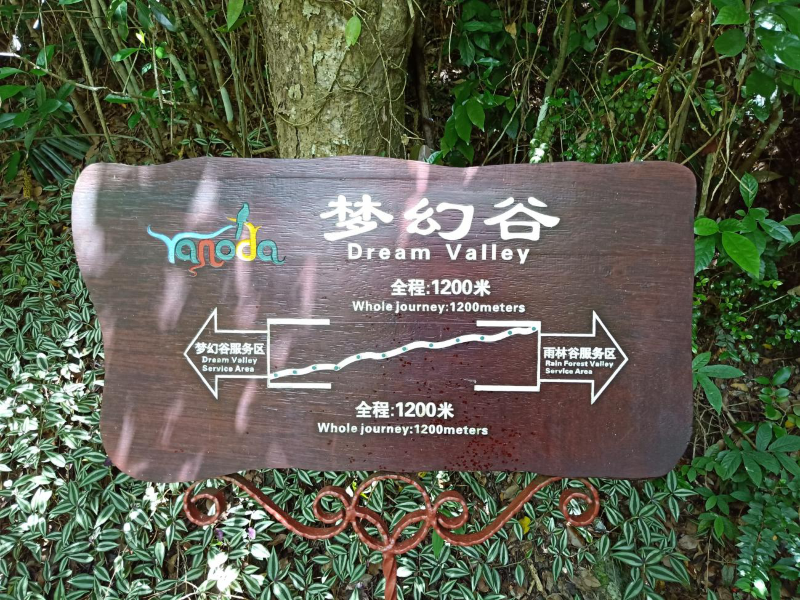 Yanoda
梦幻谷
Dream Valley
全程:1200米
Whole journey:1200meters
梦幻谷服务区
Dream Valley
Service Area
雨林谷服务区
Rain Forest Valley
Service Area
全程:1200米
Whole journey:1200meters